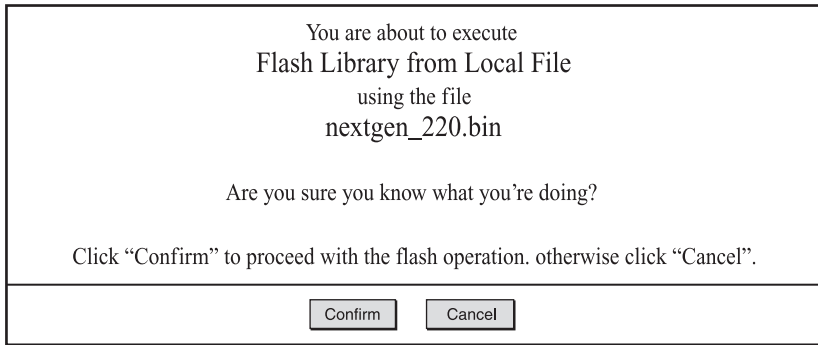 You are about to execute
Flash Library from Local File
using the file
nextgen_220.bin
Are you sure you know what you’re doing?
Click “Confirm” to proceed with the flash operation. otherwise click “Cancel”.
Confirm Cancel